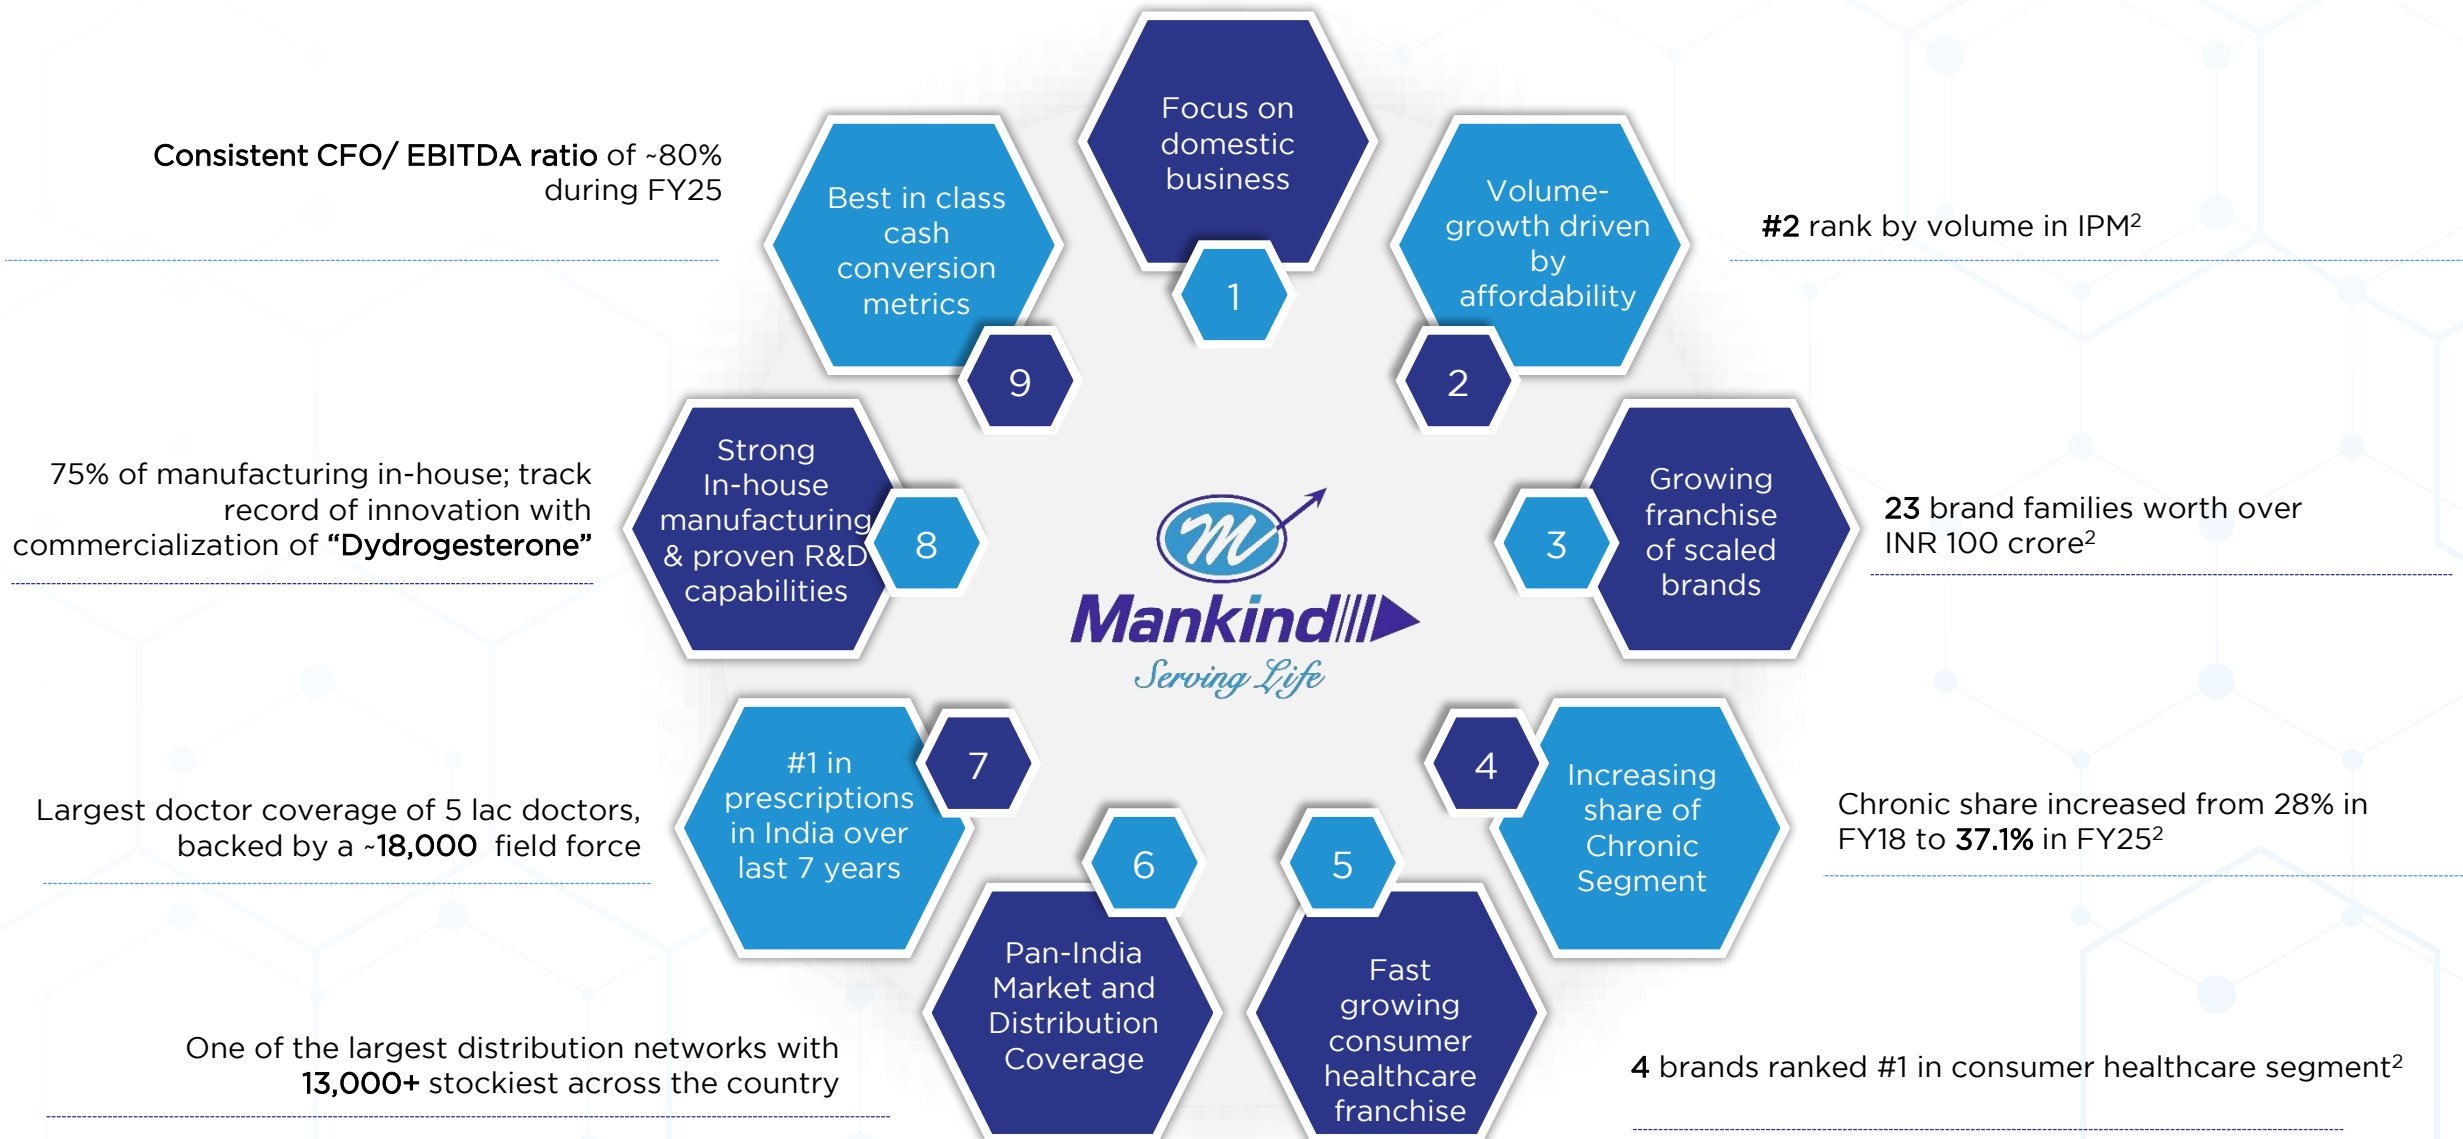 Focus on
domestic
business
1
Volume-
growth driven
by
affordability
2
#2 rank by volume in IPM²
Growing
franchise
of scaled
brands
3
23 brand families worth over
INR 100 crore²
Increasing
share of
Chronic
Segment
4
Chronic share increased from 28% in
FY18 to 37.1% in FY25²
Fast
growing
consumer
healthcare
franchise
5
4 brands ranked #1 in consumer healthcare segment²
Pan-India
Market and
Distribution
Coverage
6
One of the largest distribution networks with
13,000+ stockiest across the country
#1 in
prescriptions
in India over
last 7 years
7
Largest doctor coverage of 5 lac doctors,
backed by a ~18,000 field force
Strong
In-house
manufacturing
& proven R&D
capabilities
8
75% of manufacturing in-house; track
record of innovation with
commercialization of “Dydrogesterone”
Best in class
cash
conversion
metrics
9
Consistent CFO/ EBITDA ratio of ~80%
during FY25
M
Mankind
Serving Life